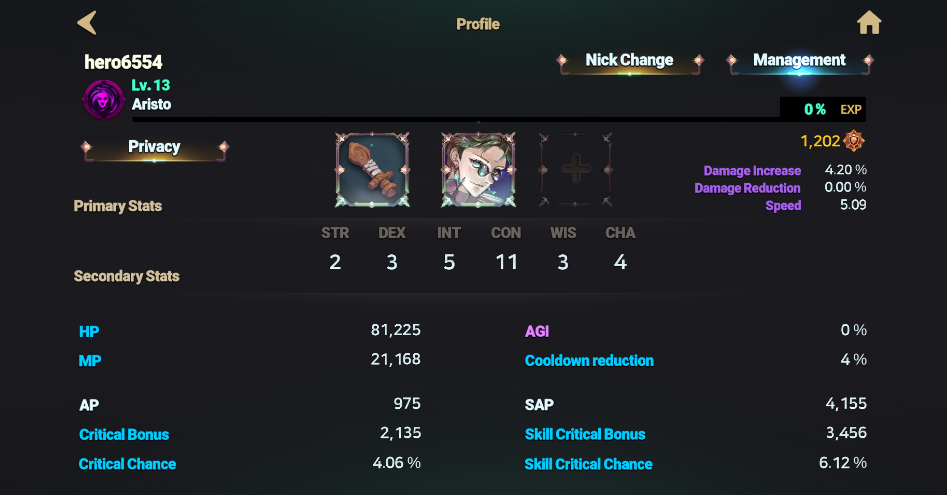 Profile
hero6554
Nick Change
Management
Lv. 13
Aristo
0 % EXP
Privacy
1,202
Damage Increase 4.20 %
Damage Reduction 0.00 %
Speed 5.09
Primary Stats
STR DEX INT CON WIS CHA
2 3 5 11 3 4
Secondary Stats
HP 81,225
AGI 0 %
MP 21,168
Cooldown reduction 4 %
AP 975
SAP 4,155
Critical Bonus 2,135
Skill Critical Bonus 3,456
Critical Chance 4.06 %
Skill Critical Chance 6.12 %